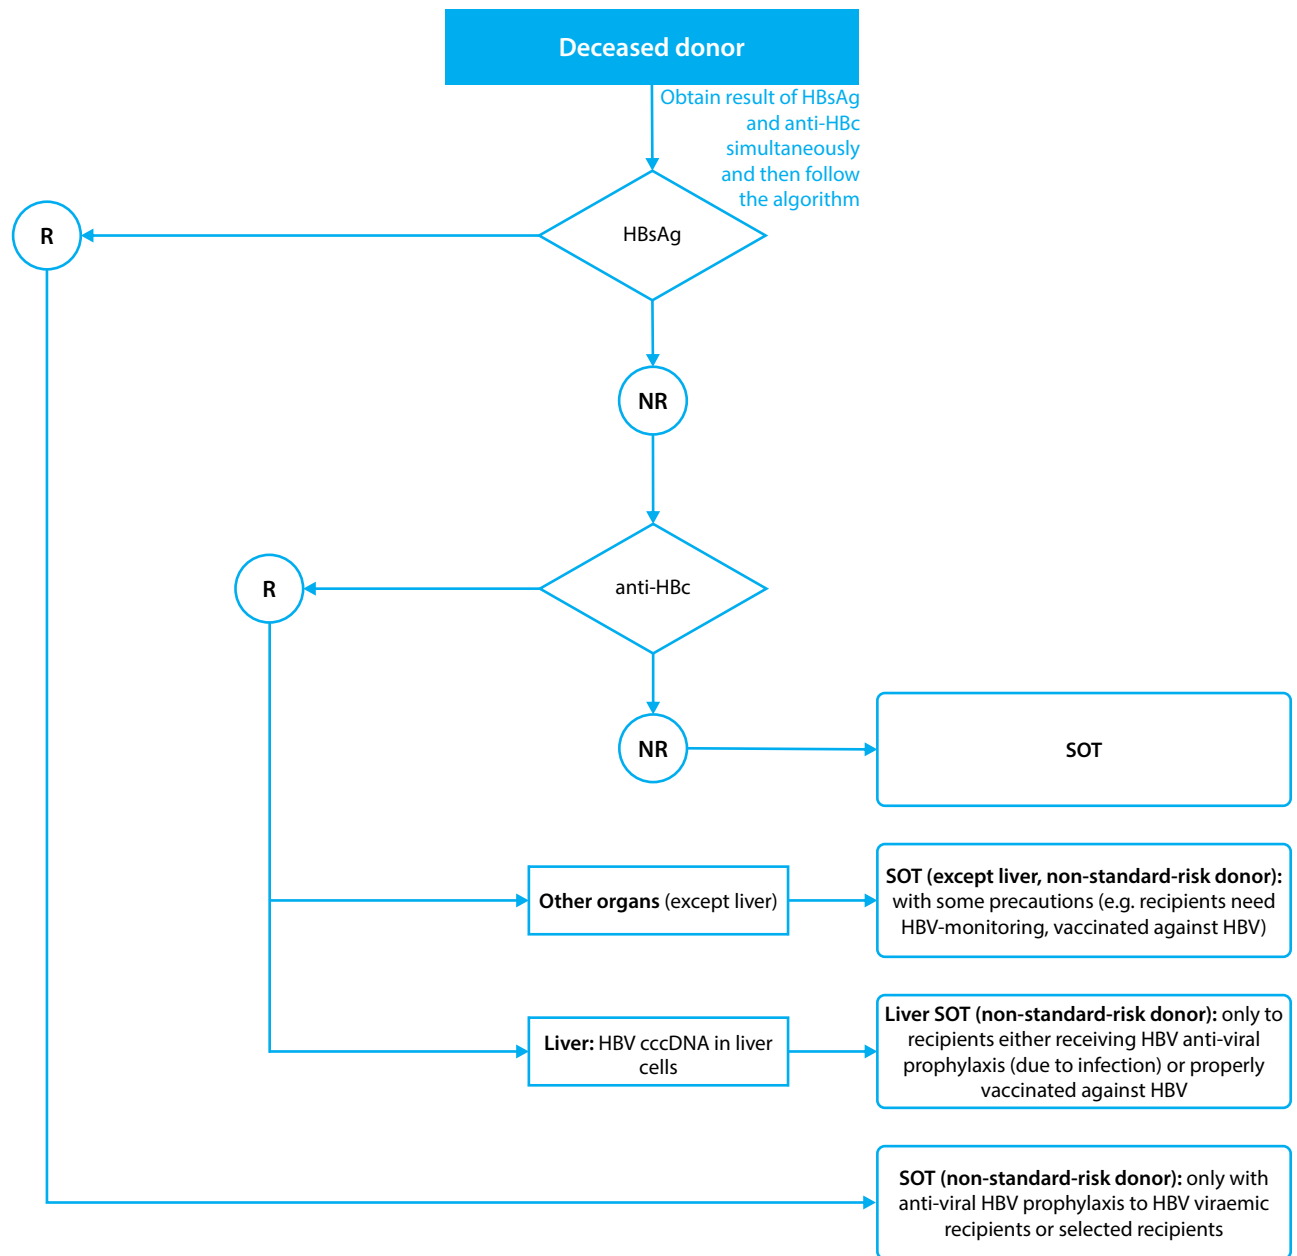 Deceased donor
Obtain result of HBsAg
and anti-HBc
simultaneously
and then follow
the algorithm
HBsAg
R
NR
anti-HBc
R
NR
SOT
Other organs (except liver)
SOT (except liver, non-standard-risk donor):
with some precautions (e.g. recipients need
HBV-monitoring, vaccinated against HBV)
Liver: HBV cccDNA in liver
cells
Liver SOT (non-standard-risk donor): only to
recipients either receiving HBV anti-viral
prophylaxis (due to infection) or properly
vaccinated against HBV
SOT (non-standard-risk donor): only with
anti-viral HBV prophylaxis to HBV viraemic
recipients or selected recipients